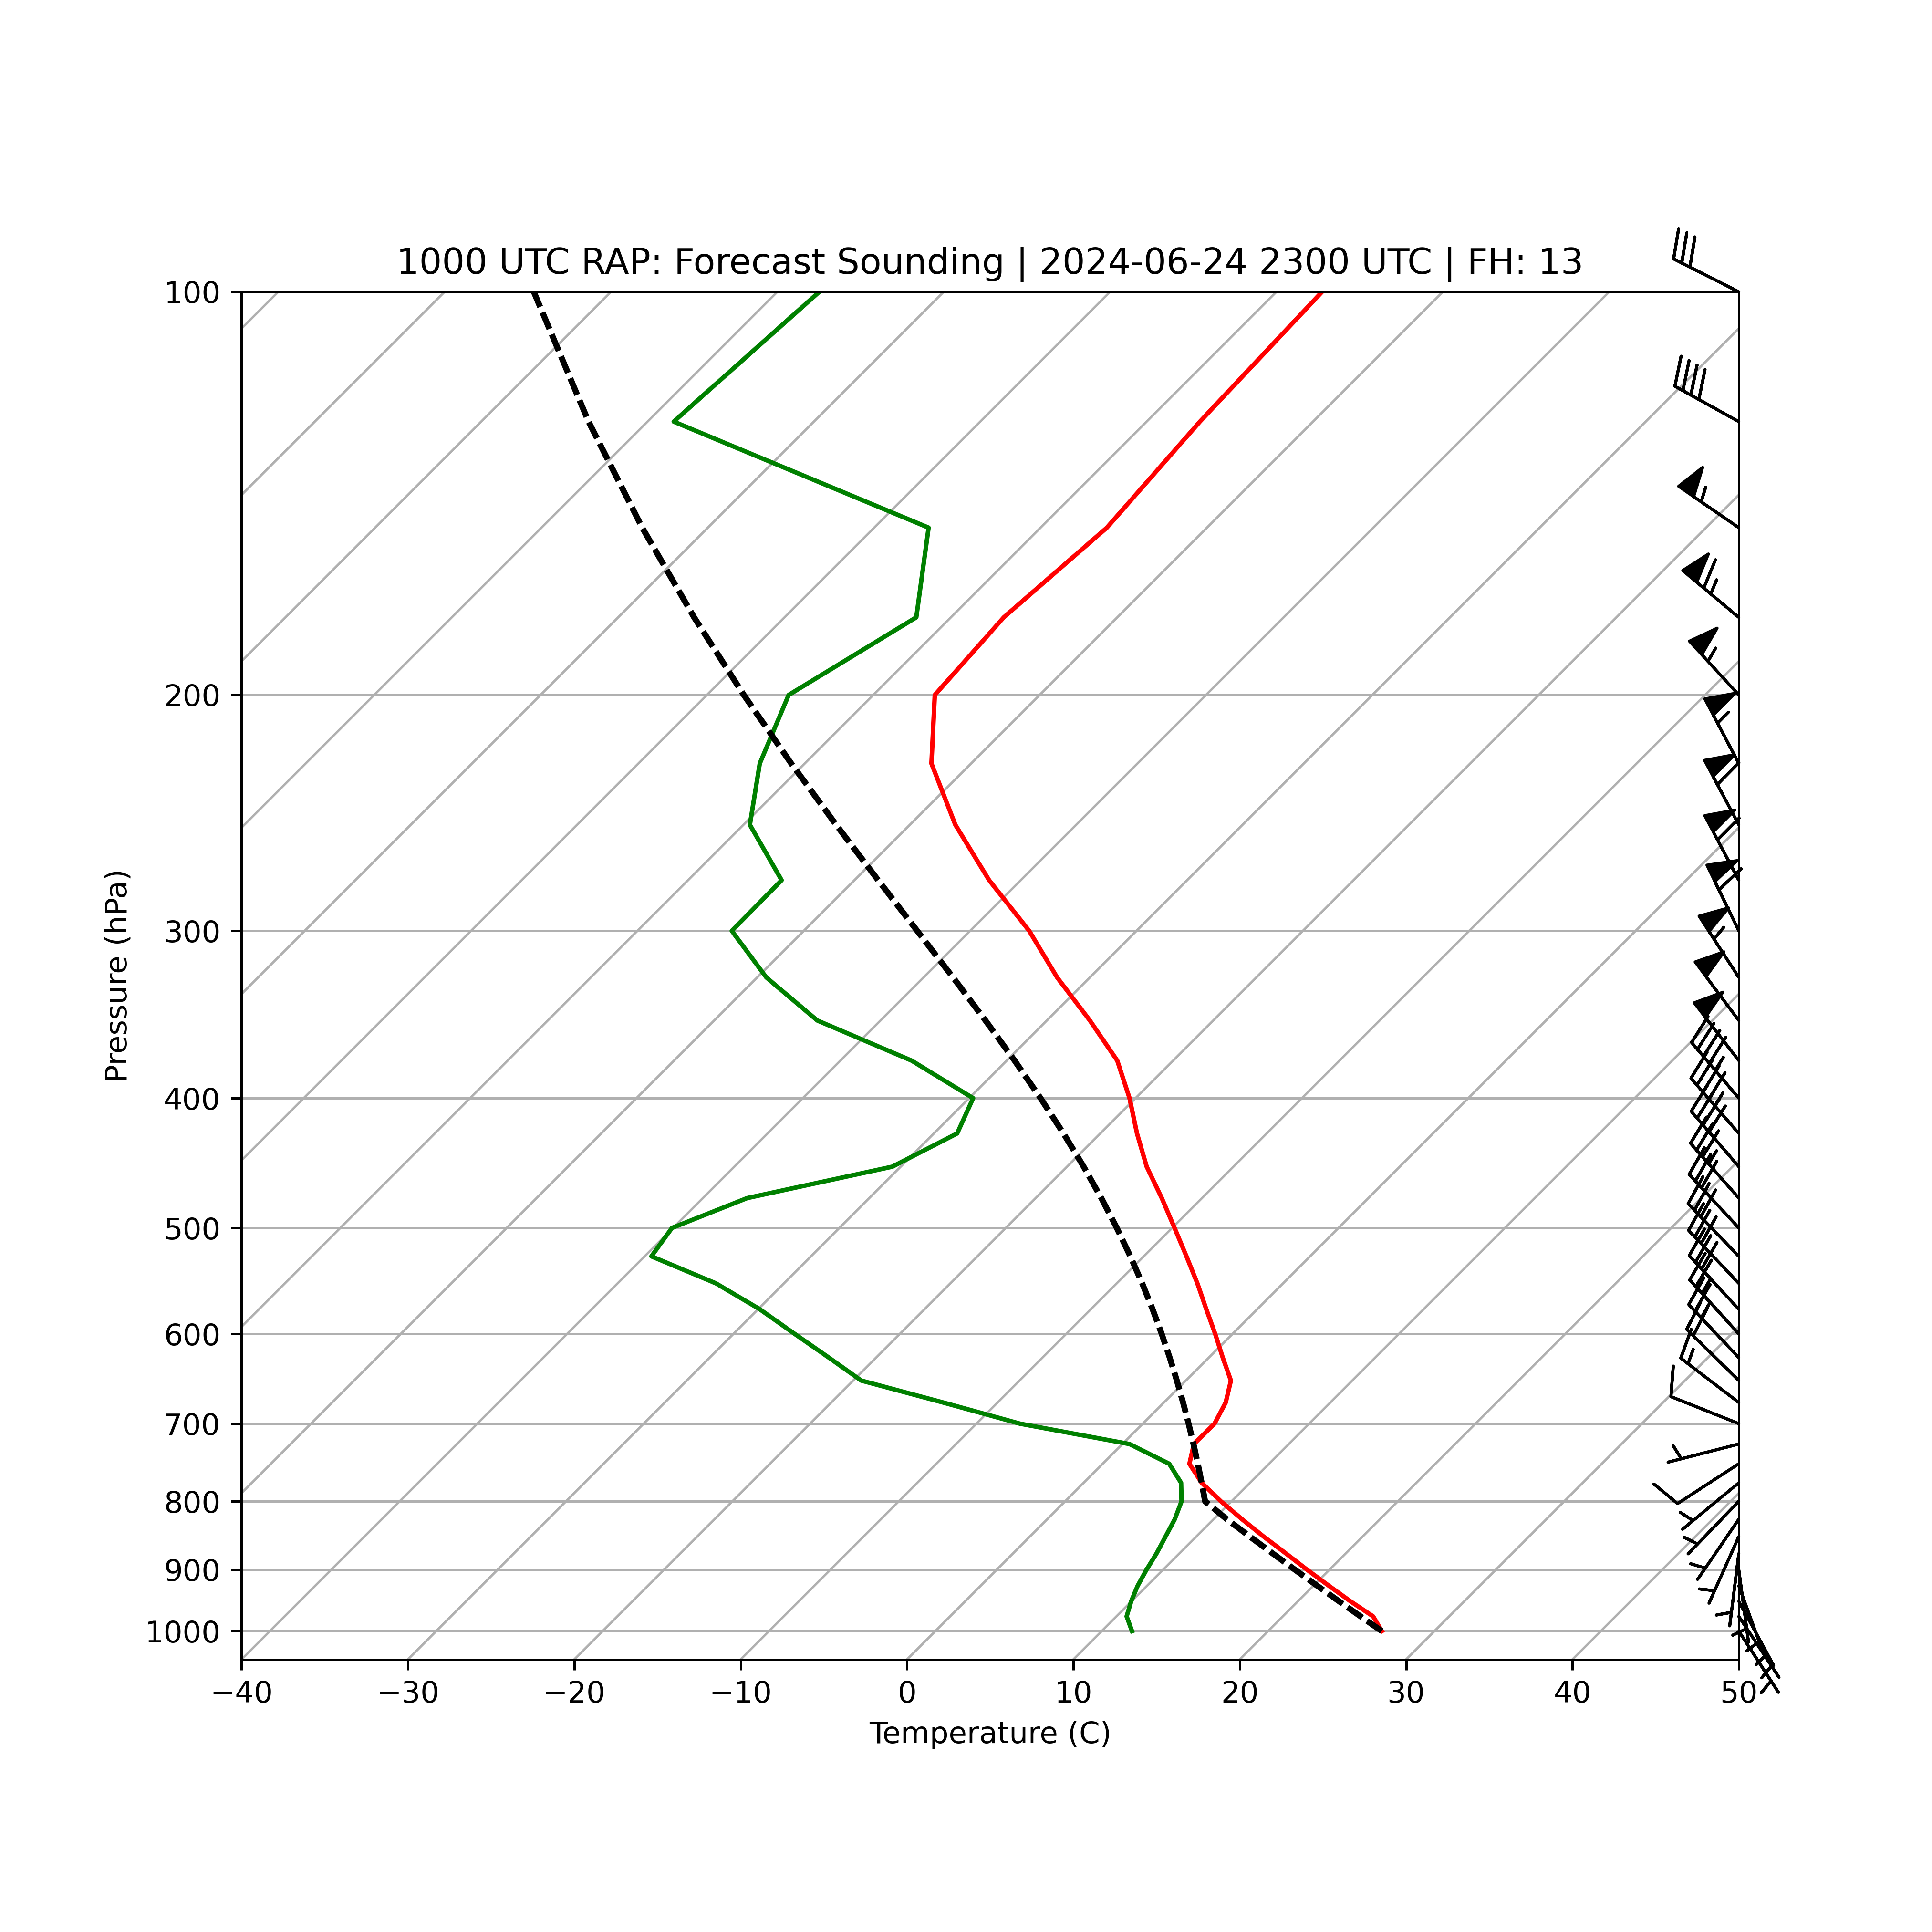 1000 UTC RAP: Forecast Sounding | 2024-06-24 2300 UTC | FH: 13
100
200
300
400
500
600
700
800
900
1000
Pressure (hPa)
−40 −30 −20 −10 0 10 20 30 40 50
Temperature (C)